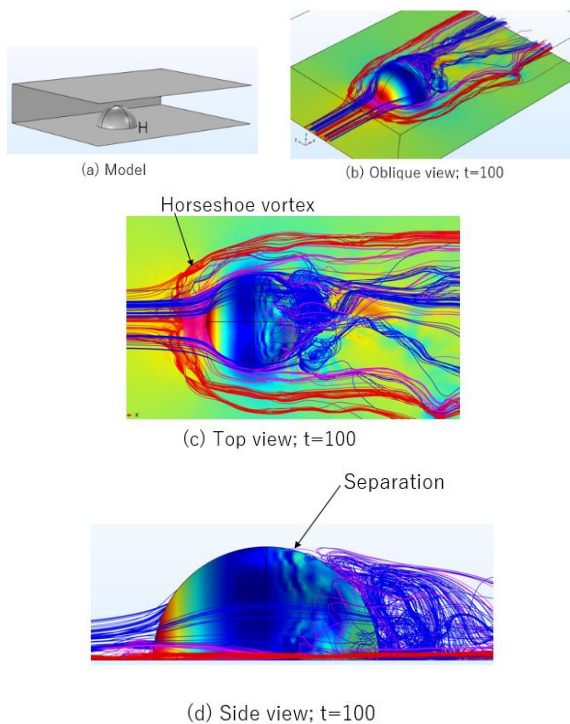 H
(a) Model
(b) Oblique view; t=100
Horseshoe vortex
(c) Top view; t=100
Separation
(d) Side view; t=100